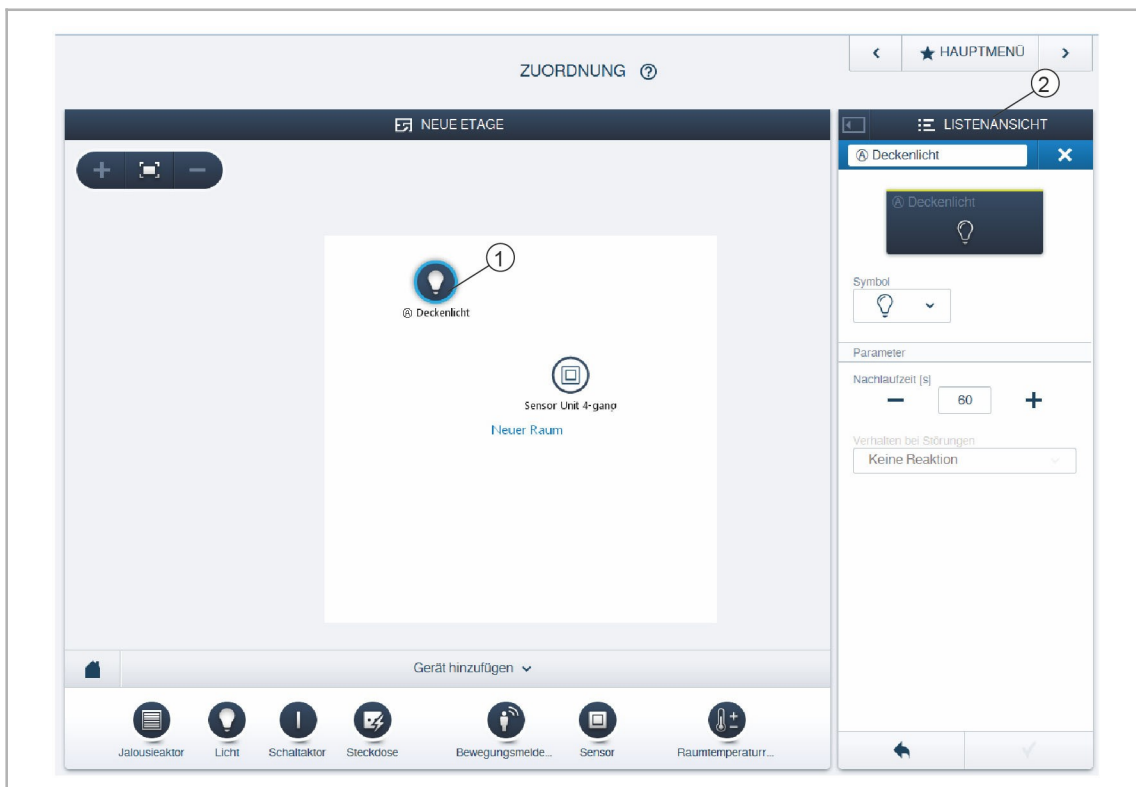 ZUORDNUNG ?
HAUPTMENÜ
2
NEUE ETAGE
LISTENANSICHT
Ⓐ Deckenlicht
Ⓐ Deckenlicht
1
Ⓐ Deckenlicht
Symbol
Sensor Unit 4-gang
Neuer Raum
Parameter
Nachlaufzeit [s]
60
Verhalten bei Störungen
Keine Reaktion
Gerät hinzufügen
Jalousieaktor
Licht
Schaltaktor
Steckdose
Bewegungsmelde...
Sensor
Raumtemperaturr...